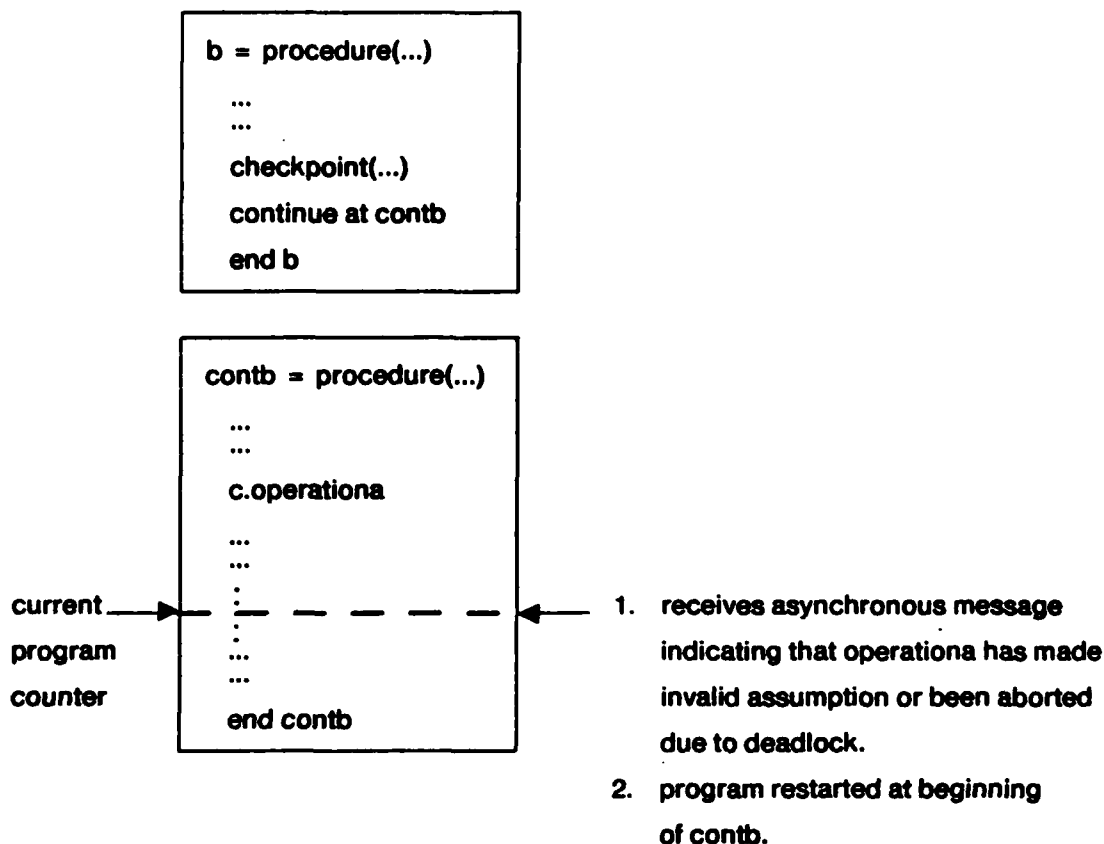 b = procedure(...)
...
...
checkpoint(...)
continue at contb
end b
contb = procedure(...)
...
...
c.operationa
...
...
.
.
.
.
...
...
end contb
current
program
counter
1. receives asynchronous message
indicating that operationa has made
invalid assumption or been aborted
due to deadlock.
2. program restarted at beginning
of contb.